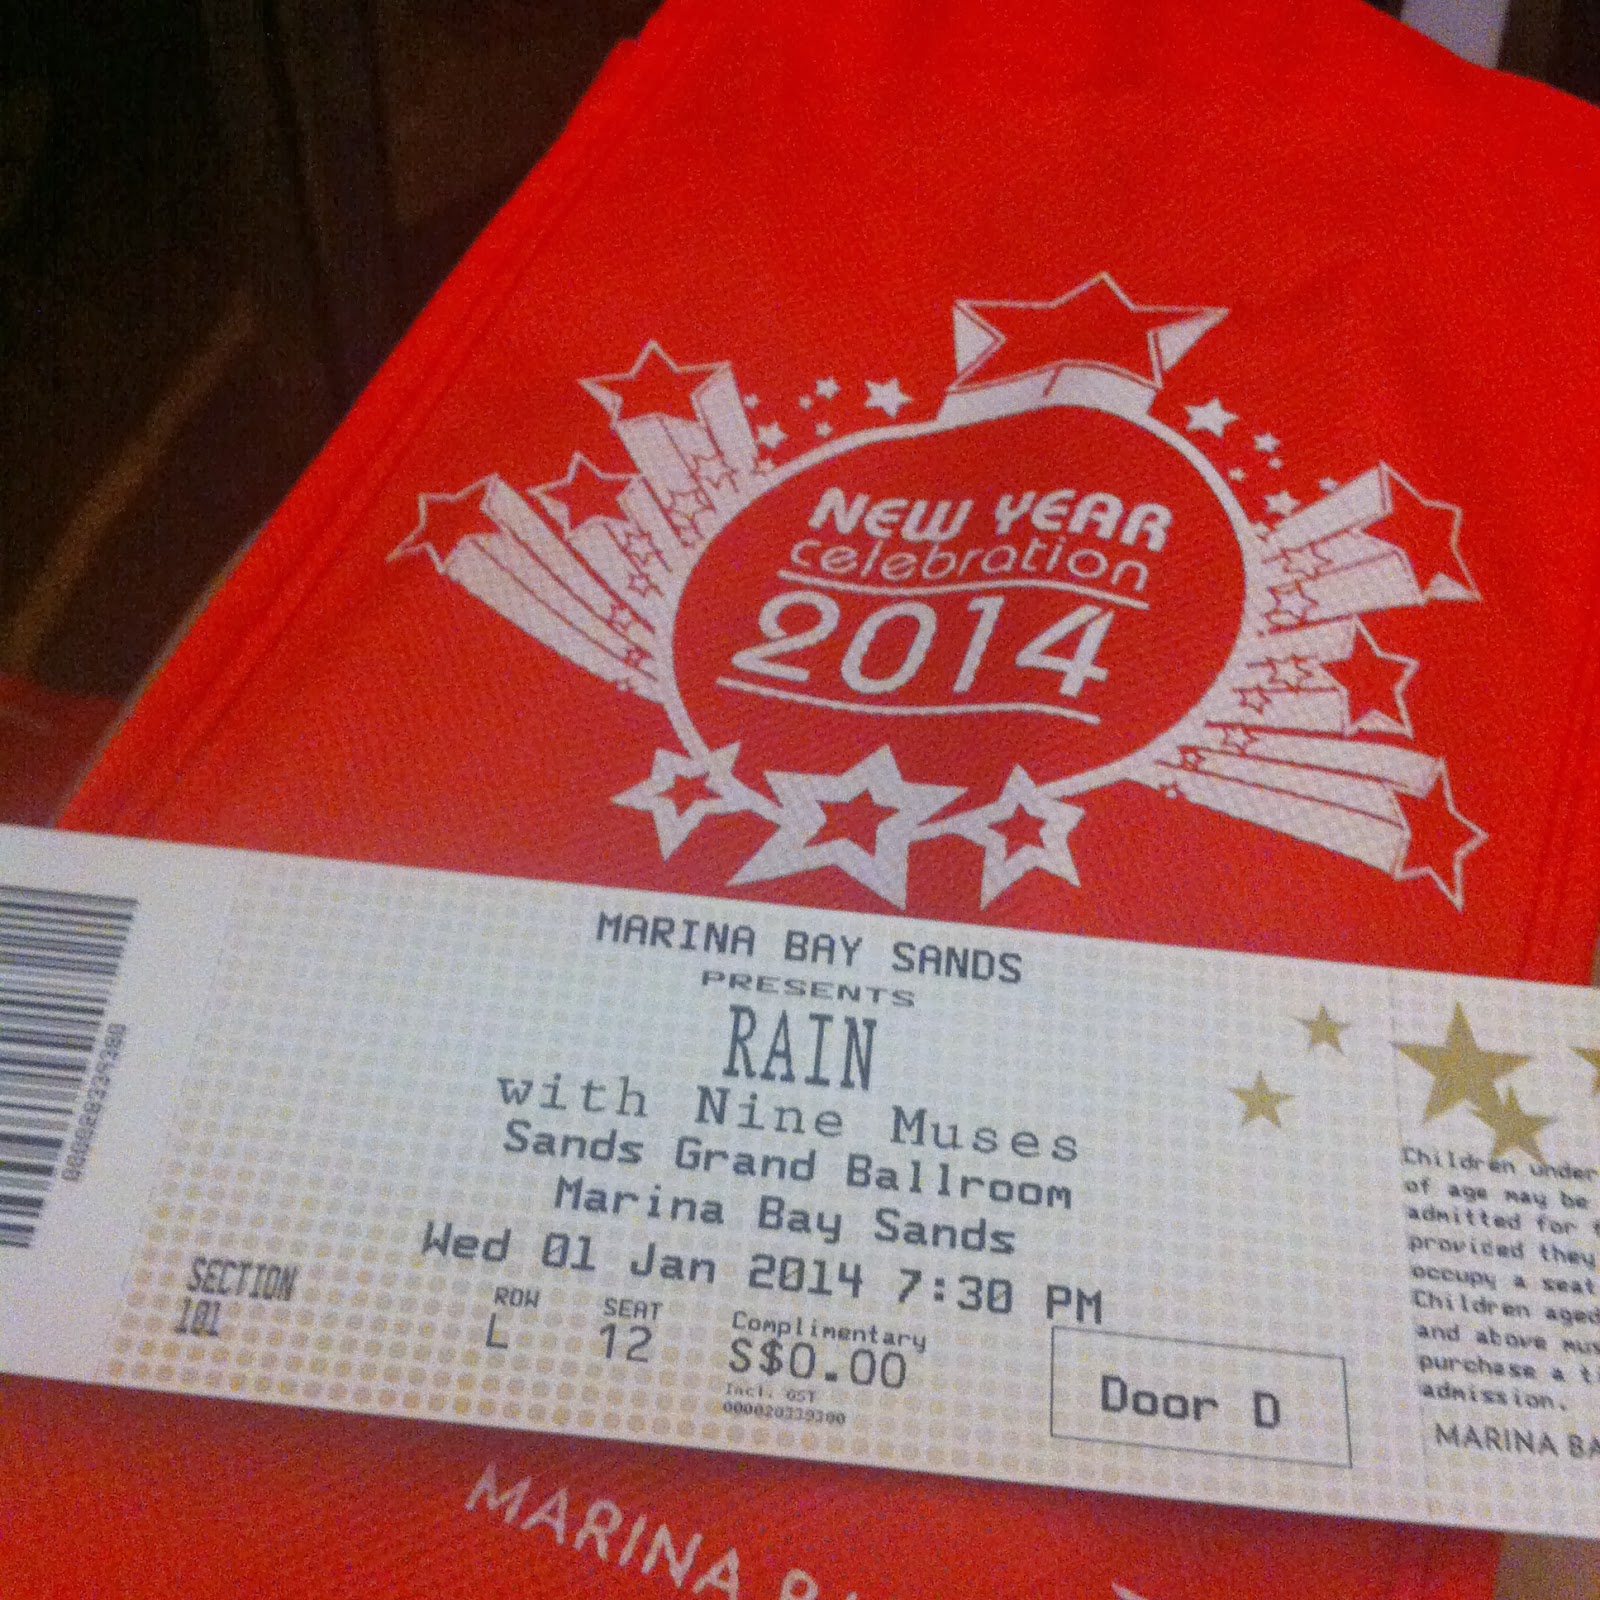 NEW YEAR
celebration
2014
MARINA BAY SANDS
PRESENTS
RAIN
with Nine Muses
Sands Grand Ballroom
Marina Bay Sands
Wed 01 Jan 2014 7:30 PM
SECTION
101
ROW
L
SEAT
12
Complimentary
S$0.00
Incl. GST
000020339300
Door D
Children under
of age may be
admitted for
provided they
occupy a seat
Children aged
and above mus
purchase a ti
admission.
MARINA BA
MARINA